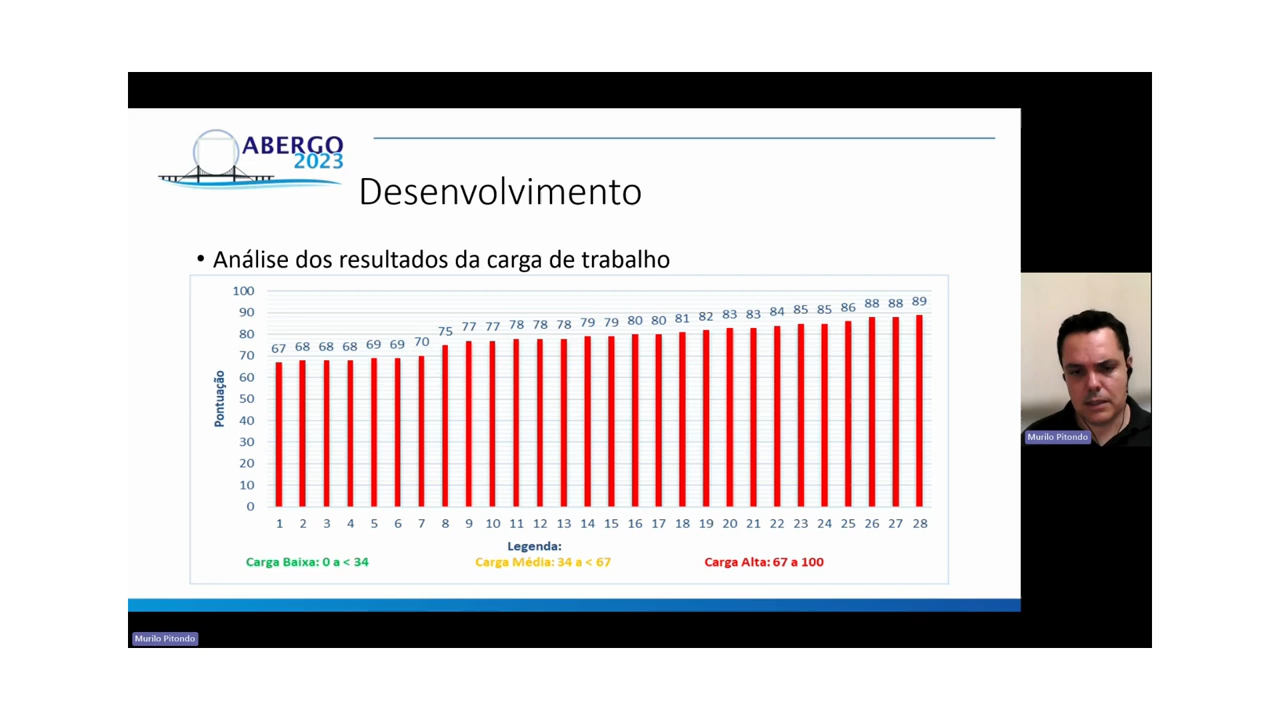 ABERGO
2023
Desenvolvimento
• Análise dos resultados da carga de trabalho
100
90
80
70
60
50
40
30
20
10
0
Pontuação
67 68 68 68 69 69 70 75 77 77 78 78 78 79 79 80 80 81 82 83 83 84 85 85 86 88 88 89
1 2 3 4 5 6 7 8 9 10 11 12 13 14 15 16 17 18 19 20 21 22 23 24 25 26 27 28
Legenda:
Carga Baixa: 0 a < 34 Carga Média: 34 a < 67 Carga Alta: 67 a 100
Murilo Pitondo
Murilo Pitondo